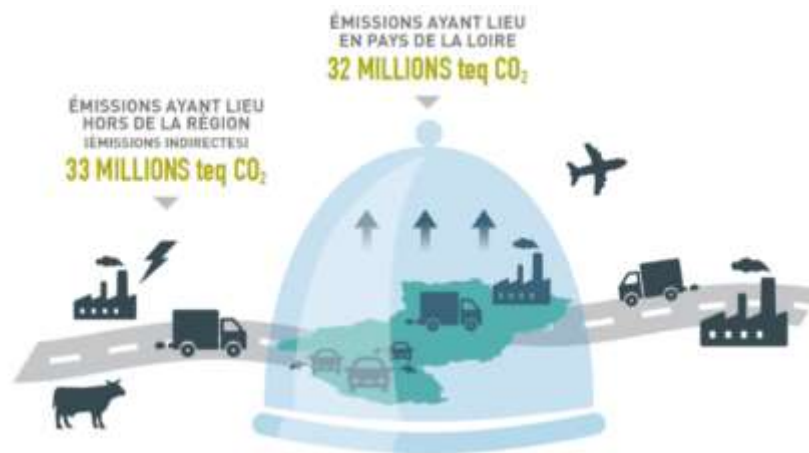 ÉMISSIONS AYANT LIEU
EN PAYS DE LA LOIRE
32 MILLIONS teq CO₂
ÉMISSIONS AYANT LIEU
HORS DE LA RÉGION
(ÉMISSIONS INDIRECTES)
33 MILLIONS teq CO₂